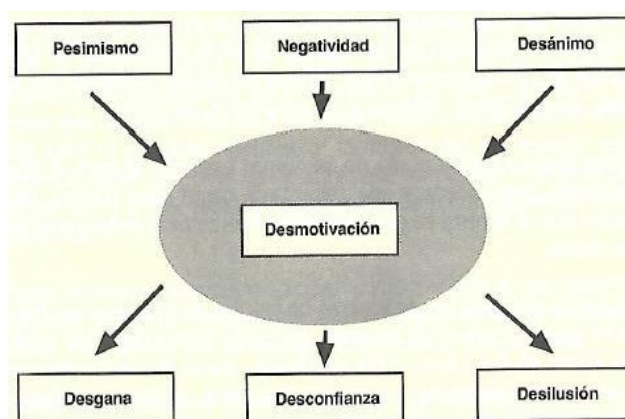 Pesimismo
Negatividad
Desánimo
Desmotivación
Desgana
Desconfianza
Desilusión